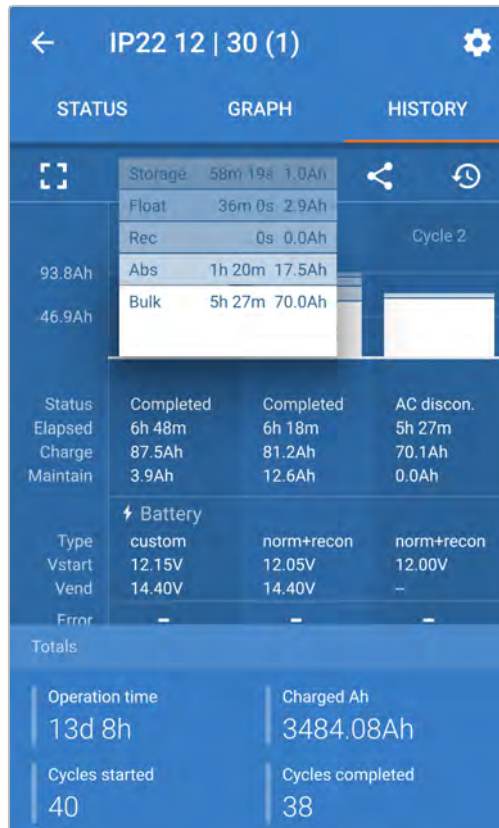 IP22 12 | 30 (1)
STATUS GRAPH HISTORY
Storage 58m 19s 1.0Ah
Float 36m 0s 2.9Ah
Rec 0s 0.0Ah
Cycle 2
Abs 1h 20m 17.5Ah
93.8Ah
Bulk 5h 27m 70.0Ah
46.9Ah
Status Completed Completed AC discon.
Elapsed 6h 48m 6h 18m 5h 27m
Charge 87.5Ah 81.2Ah 70.1Ah
Maintain 3.9Ah 12.6Ah 0.0Ah
Battery
Type custom norm+recon norm+recon
Vstart 12.15V 12.05V 12.00V
Vend 14.40V 14.40V –
Error – – –
Totals
Operation time Charged Ah
13d 8h 3484.08Ah
Cycles started Cycles completed
40 38